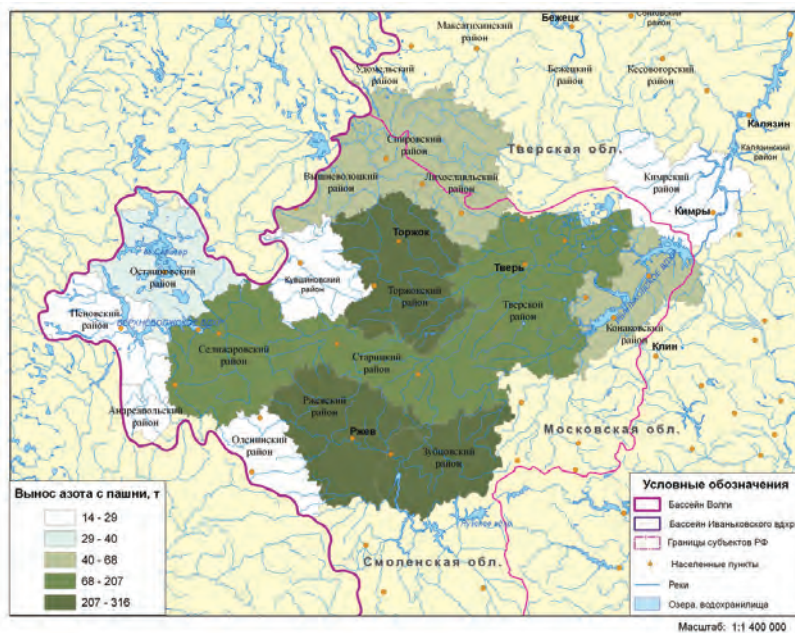 Максатихинский
район
Бежецк
Сонковский
район
Удомельский
район
Бежецкий
район
Кесовогорский
район
Калязин
Калязинский
район
Тверская обл.
Спировский
район
Вышневолоцкий
район
Лихославльский
район
Кимрский
район
Кимры
Торжок
Осташковский
район
Кувшиновский
район
Торжокский
район
Тверь
Тверской
район
Пеновский
район
Конаковский
район
Клин
Селижаровский
район
Старицкий
район
Андреапольский
район
Ржевский
район
Оленинский
район
Ржев
Зубцовский
район
Московская обл.
Смоленская обл.
Вынос азота с пашни, т
14 - 29
29 - 40
40 - 68
68 - 207
207 - 316
Условные обозначения
Бассейн Волги
Бассейн Иваньковского вдхр
Границы субъектов РФ
Населенные пункты
Реки
Озера. водохранилища
Масштаб: 1:1 400 000